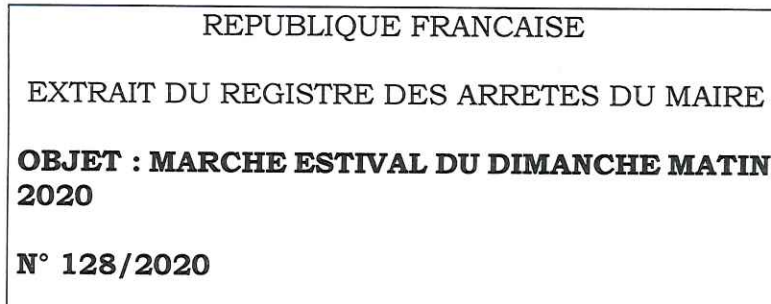 REPUBLIQUE FRANCAISE
EXTRAIT DU REGISTRE DES ARRETES DU MAIRE
OBJET : MARCHE ESTIVAL DU DIMANCHE MATIN
2020
N° 128/2020